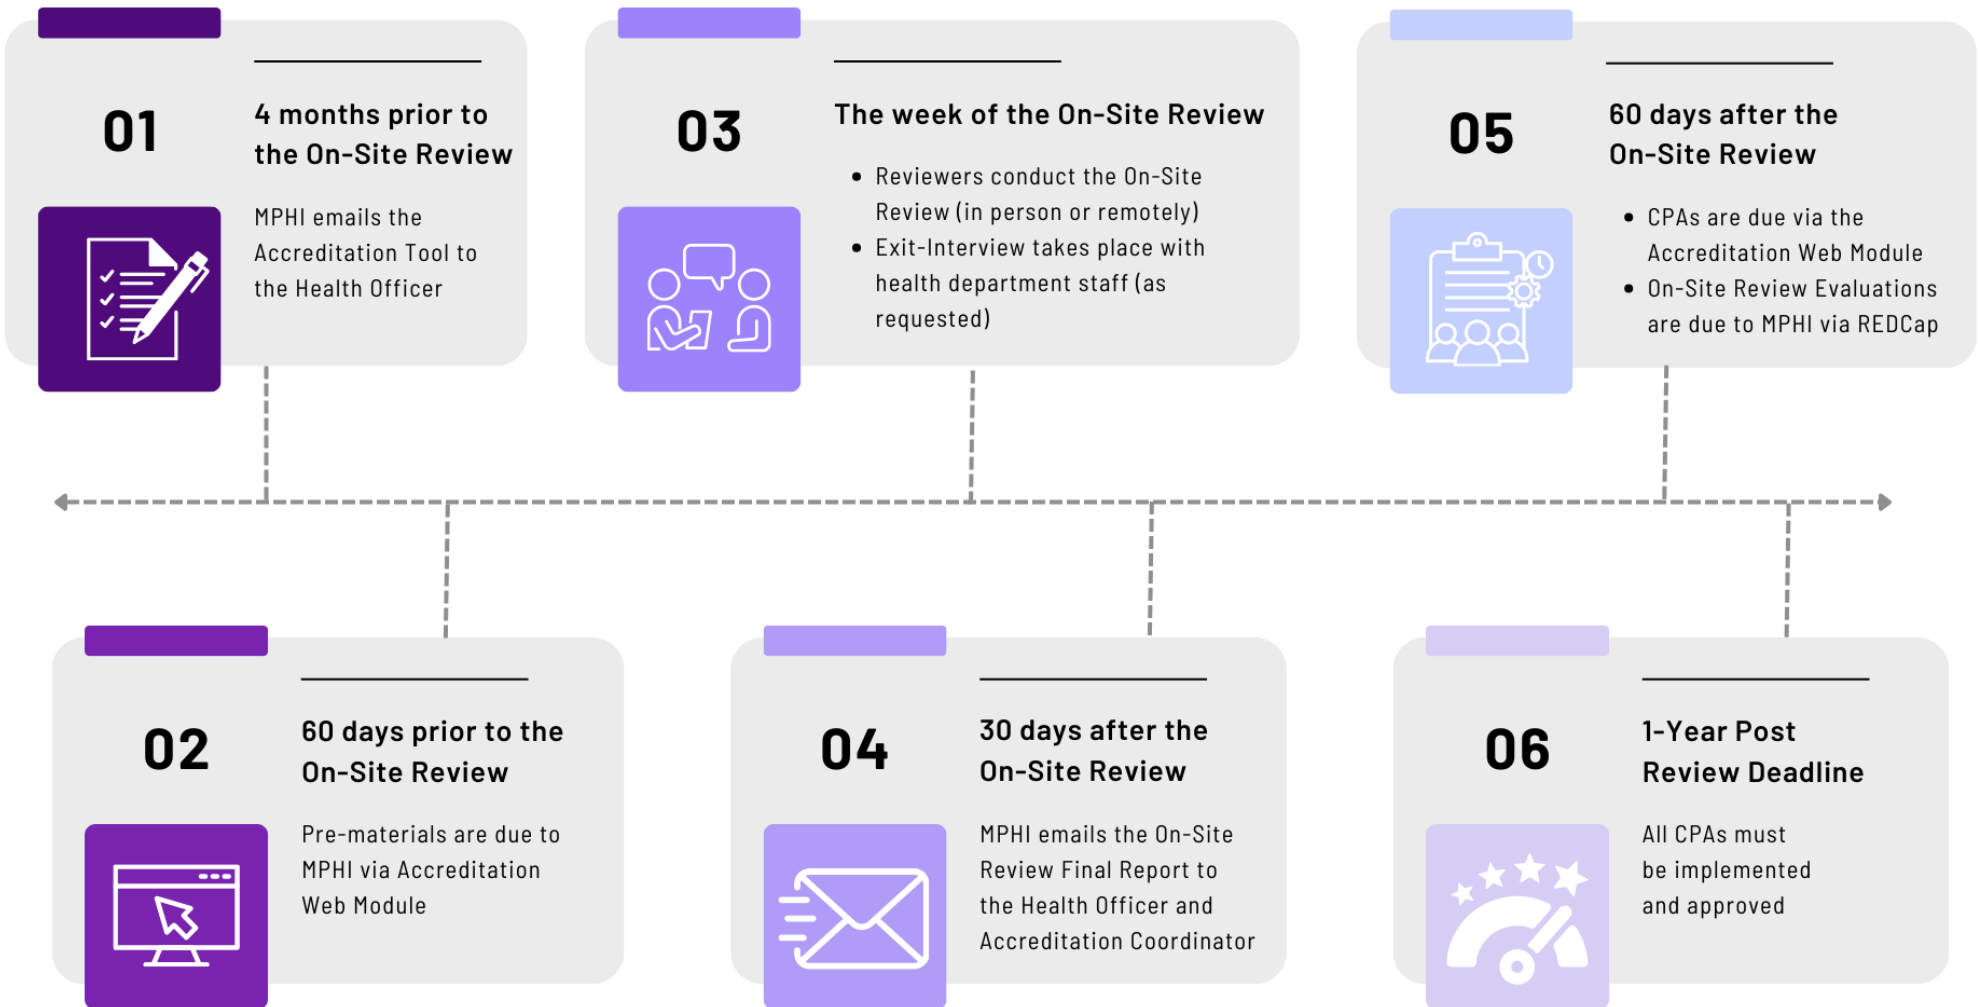 01
4 months prior to
the On-Site Review
MPHI emails the
Accreditation Tool to
the Health Officer
02
60 days prior to the
On-Site Review
Pre-materials are due to
MPHI via Accreditation
Web Module
03
The week of the On-Site Review
• Reviewers conduct the On-Site
Review (in person or remotely)
• Exit-Interview takes place with
health department staff (as
requested)
04
30 days after the
On-Site Review
MPHI emails the On-Site
Review Final Report to
the Health Officer and
Accreditation Coordinator
05
60 days after the
On-Site Review
• CPAs are due via the
Accreditation Web Module
• On-Site Review Evaluations
are due to MPHI via REDCap
06
1-Year Post
Review Deadline
All CPAs must
be implemented
and approved